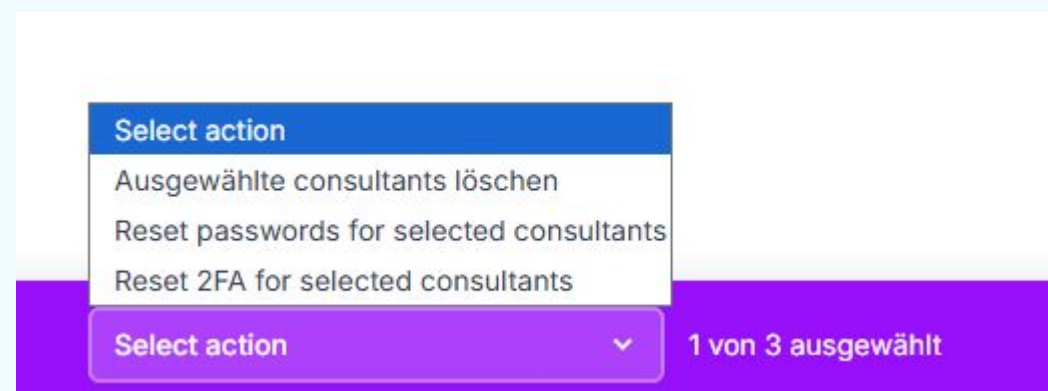 Select action
Ausgewählte consultants löschen
Reset passwords for selected consultants
Reset 2FA for selected consultants
Select action
1 von 3 ausgewählt